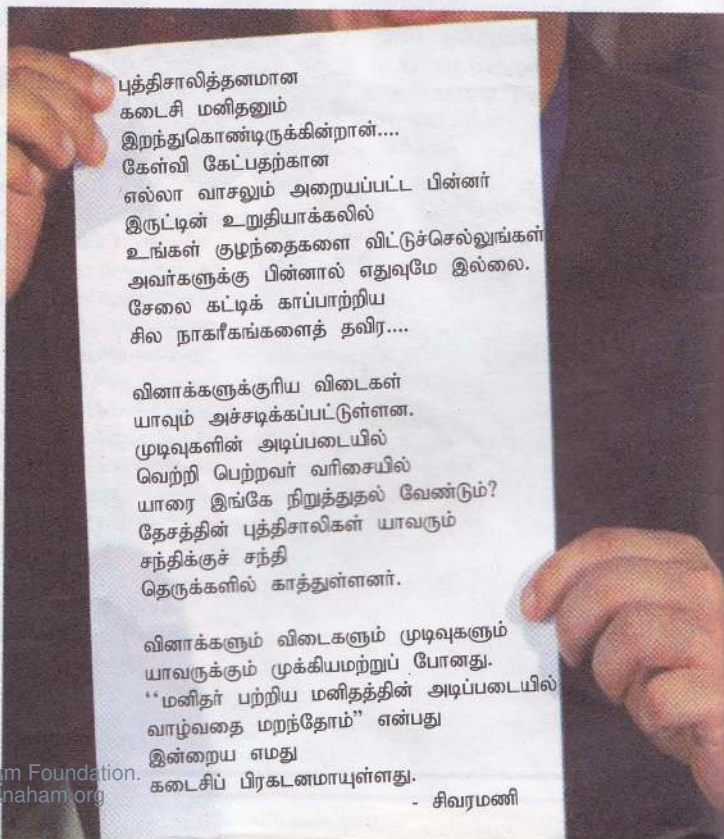 புத்திசாலித்தனமான
கடைசி மனிதனும்
இறந்துகொண்டிருக்கின்றான்....
கேள்வி கேட்பதற்கான
எல்லா வாசலும் அறையப்பட்ட பின்னர்
இருட்டின் உறுதியாக்கலில்
உங்கள் குழந்தைகளை விட்டுச்செல்லுங்கள்
அவர்களுக்கு பின்னால் எதுவுமே இல்லை.
சேலை கட்டிக் காப்பாற்றிய
சில நாகரீகங்களைத் தவிர....
வினாக்களுக்குரிய விடைகள்
யாவும் அச்சடிக்கப்பட்டுள்ளன.
முடிவுகளின் அடிப்படையில்
வெற்றி பெற்றவர் வரிசையில்
யாரை இங்கே நிறுத்துதல் வேண்டும்?
தேசத்தின் புத்திசாலிகள் யாவரும்
சந்திக்குச் சந்தி
தெருக்களில் காத்துள்ளனர்.
வினாக்களும் விடைகளும் முடிவுகளும்
யாவருக்கும் முக்கியமற்றுப் போனது.
“மனிதர் பற்றிய மனிதத்தின் அடிப்படையில்
வாழ்வதை மறந்தோம்” என்பது
இன்றைய எமது
கடைசிப் பிரகடனமாயுள்ளது.
- சிவரமணி
Foundation.
naham.org